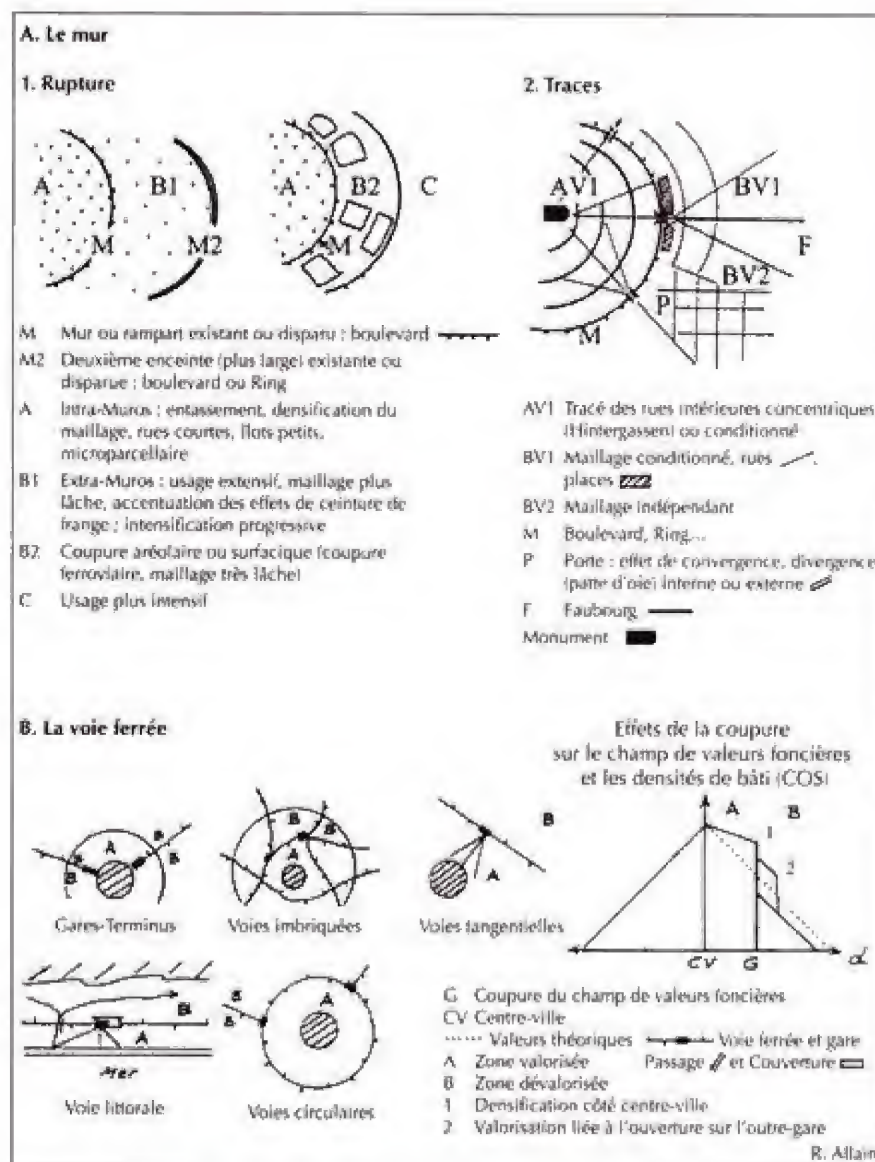 A. Le mur
1. Rupture
A
B1
M
M2
A
B2
C
M
M Mur ou rempart existant ou disparu : boulevard
M2 Deuxième enceinte (plus large) existante ou
disparue : boulevard ou Ring
A Intra-Muros : entassement, densification du
maillage, rues courtes, îlots petits,
microparcellaire
B1 Extra-Muros : usage extensif, maillage plus
lâche, accentuation des effets de ceinture de
frange ; intensification progressive
B2 Coupure aréolaire ou surfacique (coupure
ferroviaire, maillage très lâche)
C Usage plus intensif
2. Traces
AV1
BV1
F
BV2
P
M
AV1 Tracé des rues intérieures concentriques
(Hintergassen) ou conditionné
BV1 Maillage conditionné, rues
places
BV2 Maillage indépendant
M Boulevard, Ring...
P Porte : effet de convergence, divergence
(patte d'oie) interne ou externe
F Faubourg
Monument
B. La voie ferrée
A
B
B
B
B
Gares-Terminus
B
B
A
Voies imbriquées
B
A
Voies tangentielles
B
A
Mer
Voie littorale
B
B
A
Voies circulaires
Effets de la coupure
sur le champ de valeurs foncières
et les densités de bâti (COS)
A
B
1
2
CV
G
d
G Coupure du champ de valeurs foncières
CV Centre-ville
Valeurs théoriques Voie ferrée et gare
A Zone valorisée Passage et Couverture
B Zone dévalorisée
1 Densification côté centre-ville
2 Valorisation liée à l'ouverture sur l'outre-gare
R. Allain